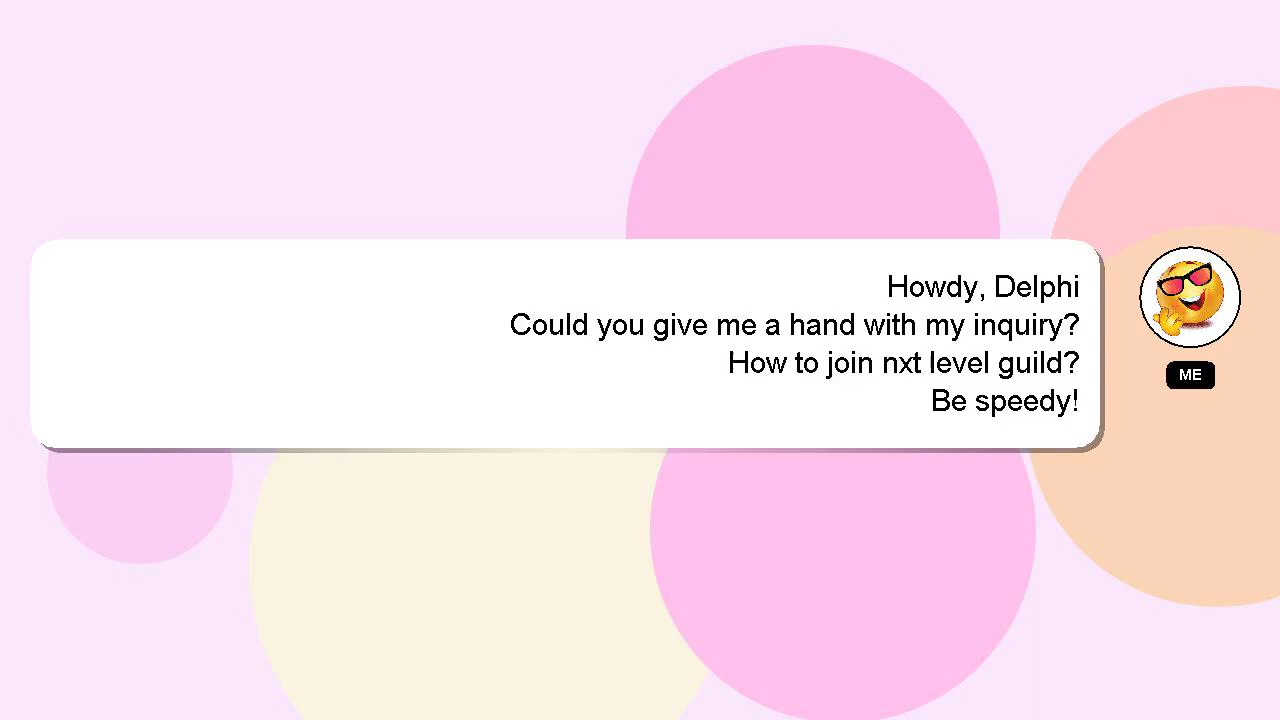 Howdy, Delphi
Could you give me a hand with my inquiry?
How to join nxt level guild?
Be speedy!
ME